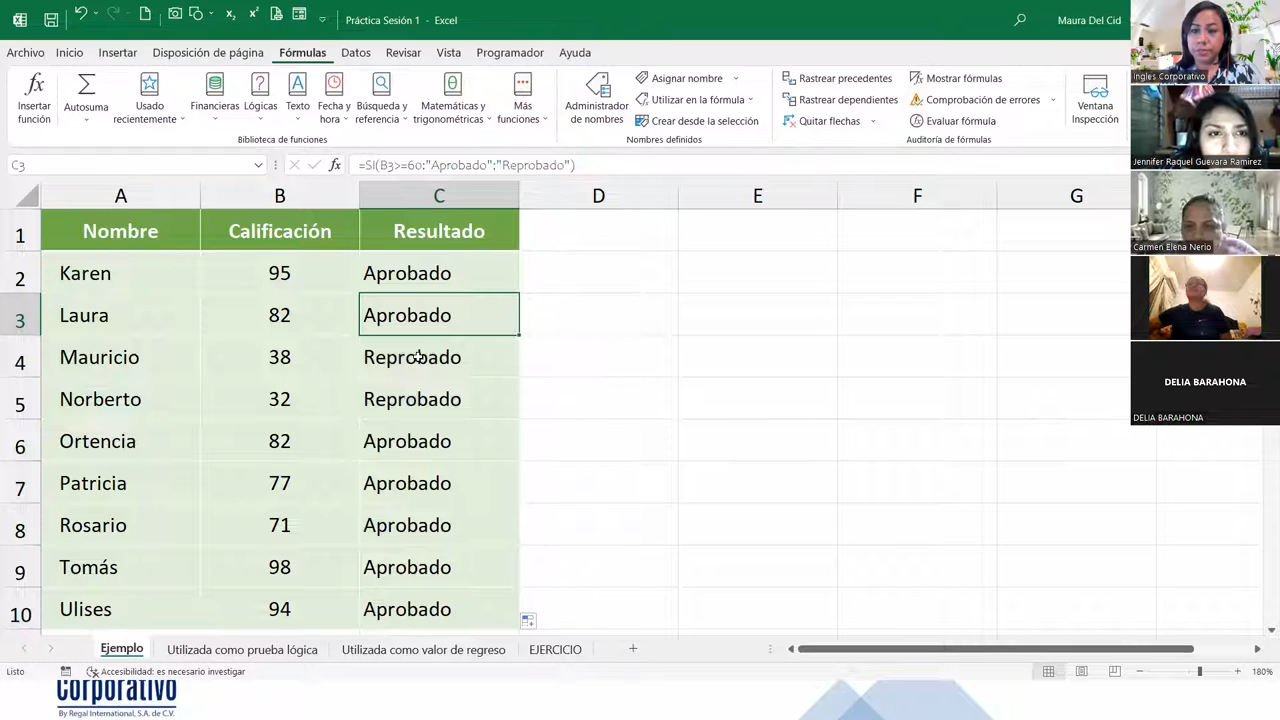 Práctica Sesión 1 - Excel
Maura Del Cid
Archivo Inicio Insertar Disposición de página Fórmulas Datos Revisar Vista Programador Ayuda
Insertar función
Autosuma
Usado recientemente
Financieras
Lógicas
Texto
Fecha y hora
Búsqueda y referencia
Matemáticas y trigonométricas
Más funciones
Biblioteca de funciones
Administrador de nombres
Asignar nombre
Utilizar en la fórmula
Crear desde la selección
Nombres definidos
Rastrear precedentes
Rastrear dependientes
Quitar flechas
Mostrar fórmulas
Comprobación de errores
Evaluar fórmula
Auditoría de fórmulas
Ventana Inspección
C3 fx =SI(B3>=60;"Aprobado";"Reprobado")
A B C D E F G
1 Nombre Calificación Resultado
2 Karen 95 Aprobado
3 Laura 82 Aprobado
4 Mauricio 38 Reprobado
5 Norberto 32 Reprobado
6 Ortencia 82 Aprobado
7 Patricia 77 Aprobado
8 Rosario 71 Aprobado
9 Tomás 98 Aprobado
10 Ulises 94 Aprobado
Ejemplo Utilizada como prueba lógica Utilizada como valor de regreso EJERCICIO
Listo Accesibilidad: es necesario investigar 180%
Ingles Corporativo
Jennifer Raquel Guevara Ramirez
Carmen Elena Nerio
DELIA BARAHONA
DELIA BARAHONA
Corporativo
By Regal International, S.A. de C.V.